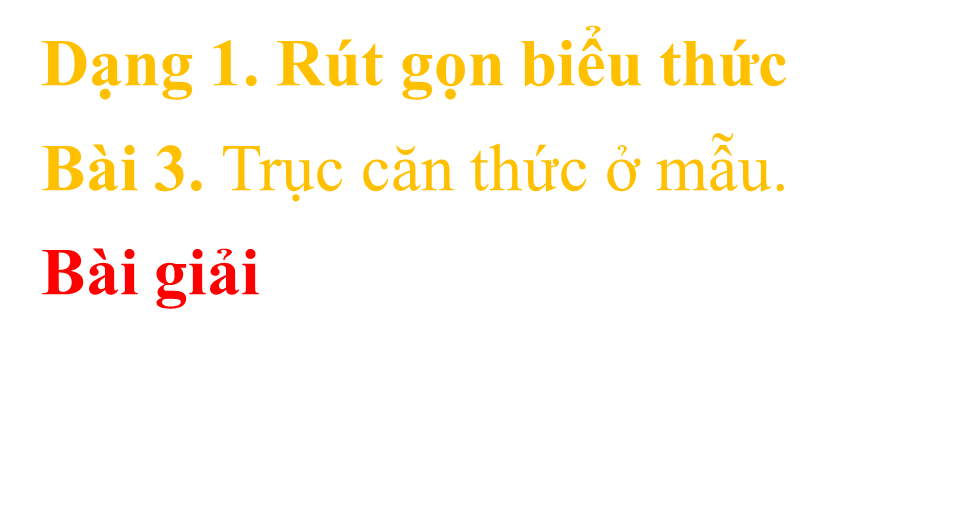 Dạng 1. Rút gọn biểu thức
Bài 3. Trục căn thức ở mẫu.
Bài giải